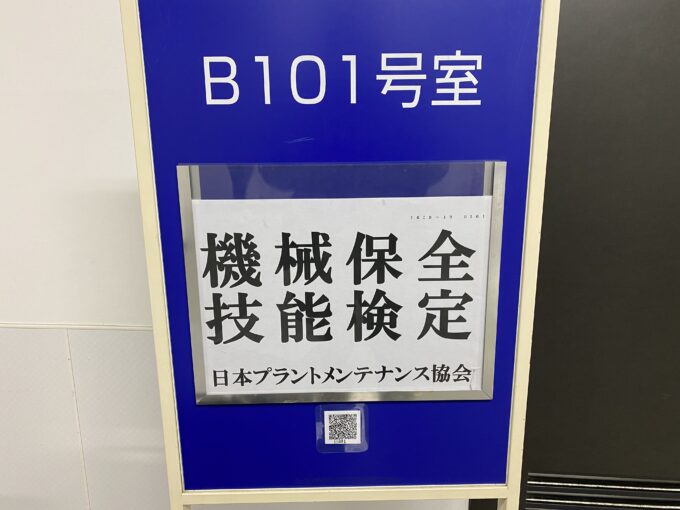 B101号室
機械保全
技能検定
日本プラントメンテナンス協会